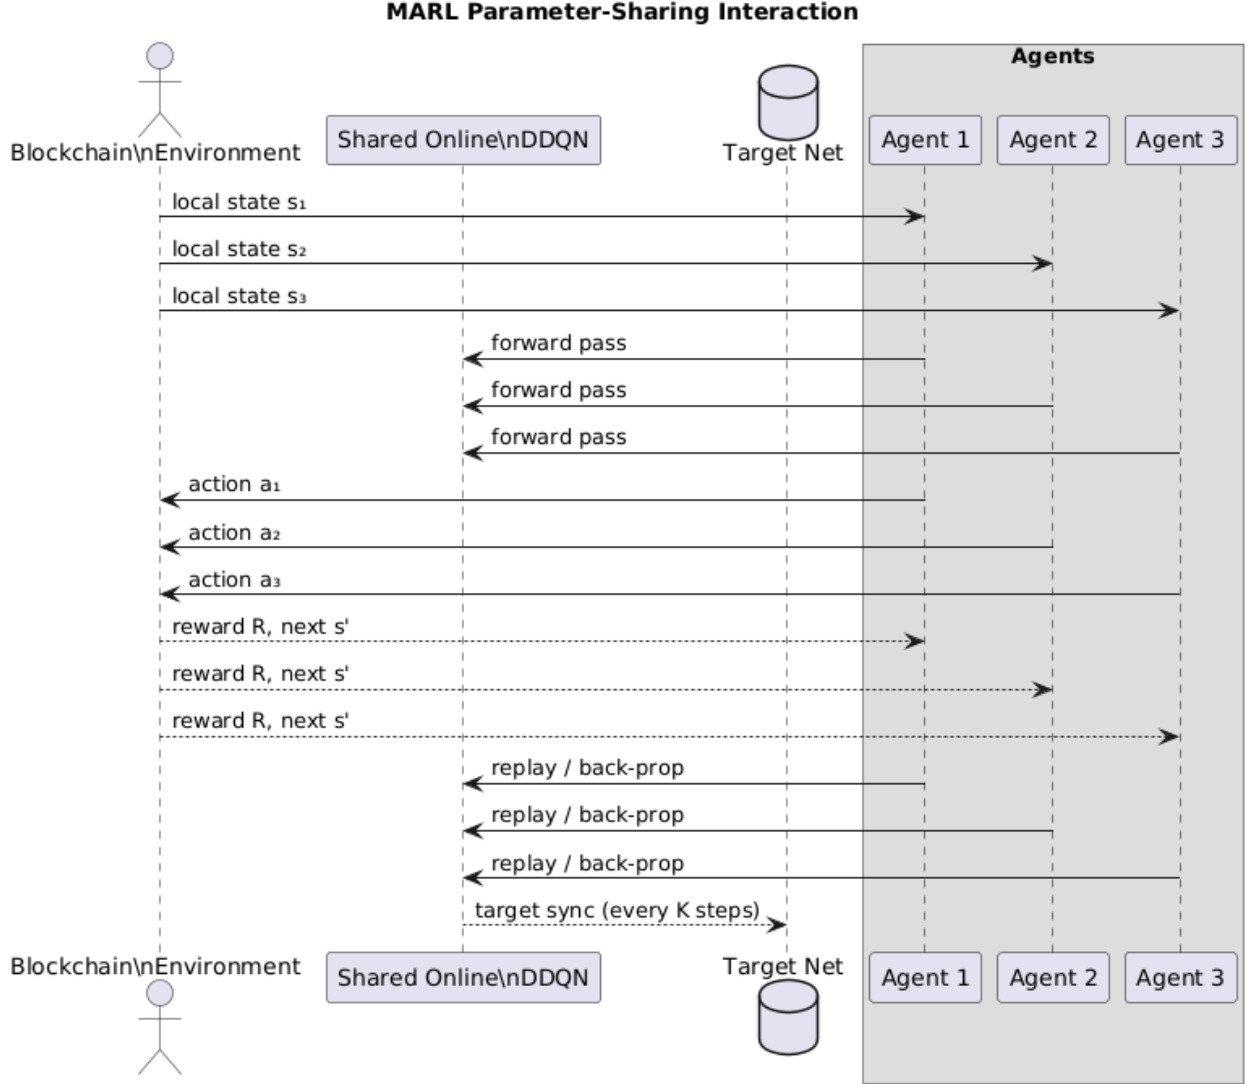 MARL Parameter-Sharing Interaction
Agents
Blockchain\nEnvironment
Shared Online\nDDQN
Target Net
Agent 1
Agent 2
Agent 3
local state s₁
local state s₂
local state s₃
forward pass
forward pass
forward pass
action a₁
action a₂
action a₃
reward R, next s'
reward R, next s'
reward R, next s'
replay / back-prop
replay / back-prop
replay / back-prop
target sync (every K steps)
Blockchain\nEnvironment
Shared Online\nDDQN
Target Net
Agent 1
Agent 2
Agent 3